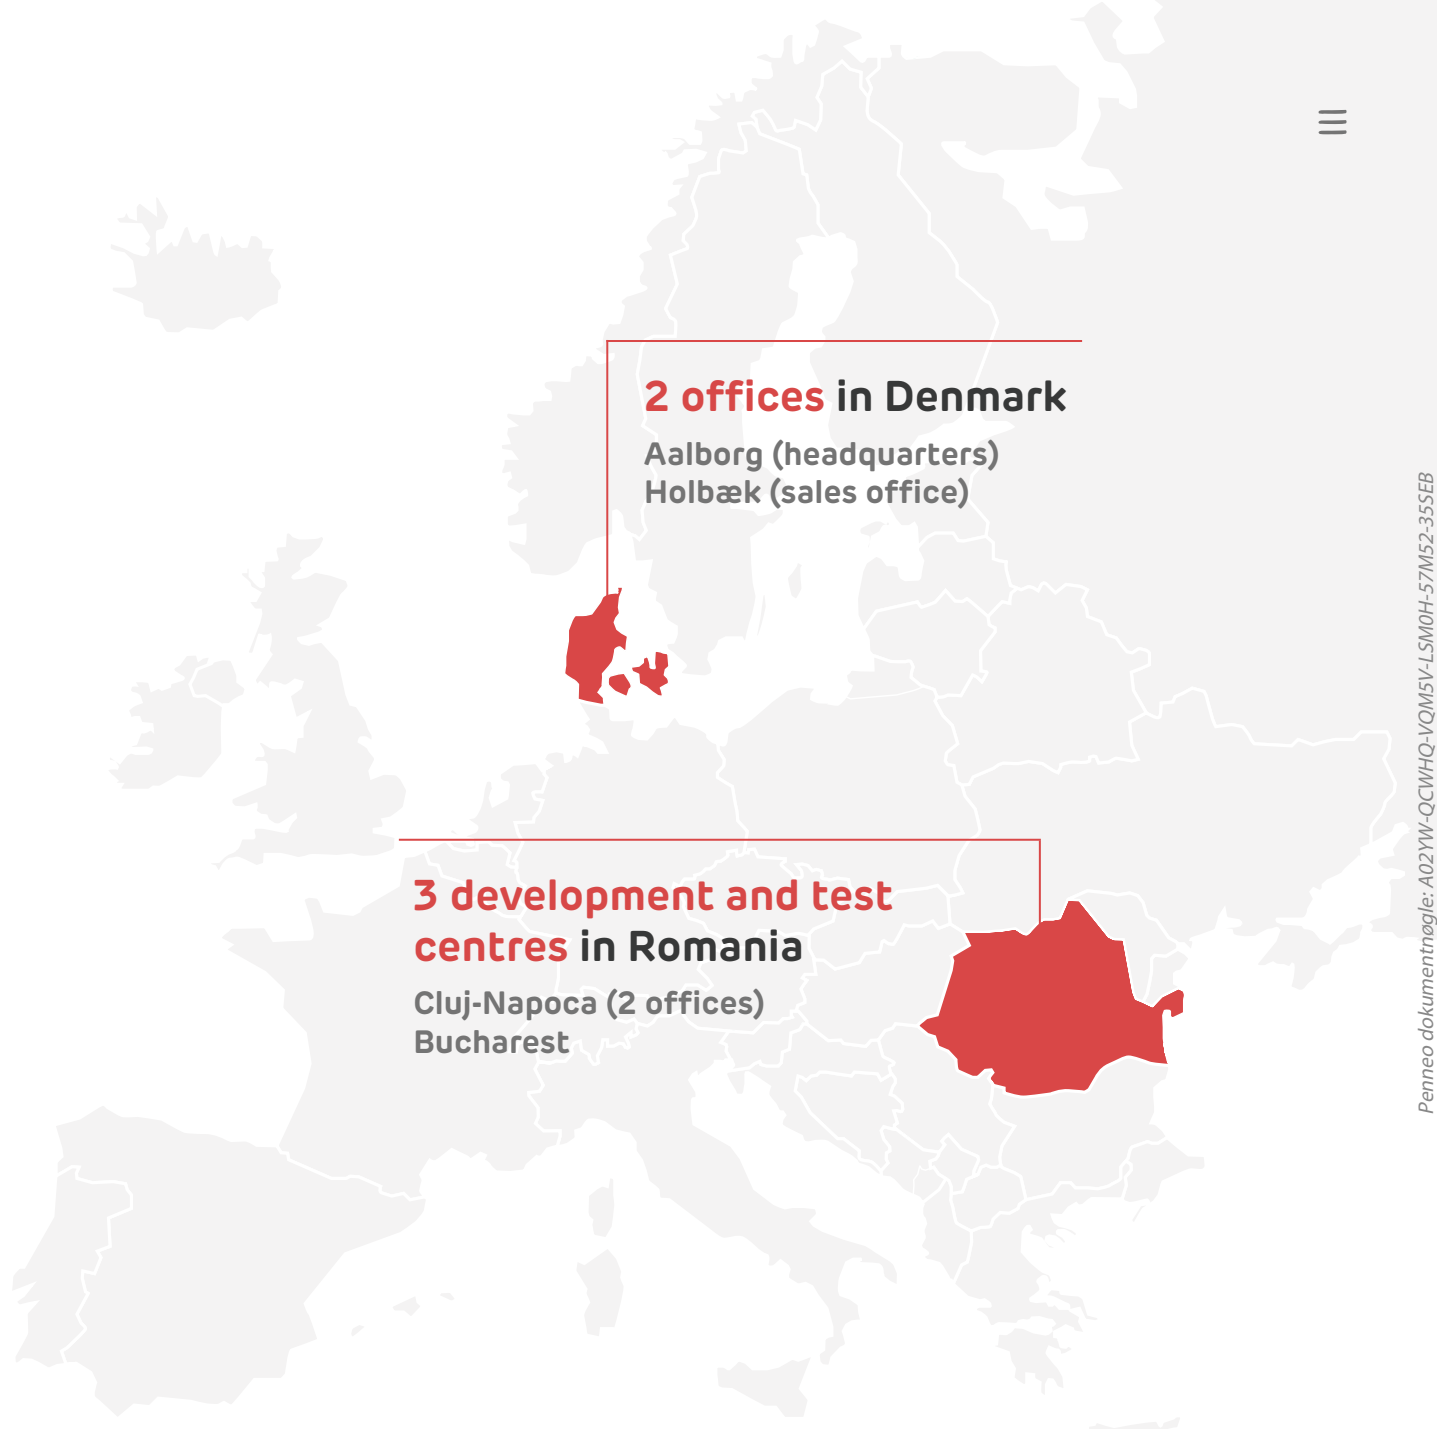 2 offices in Denmark
Aalborg (headquarters)
Holbæk (sales office)
3 development and test
centres in Romania
Cluj-Napoca (2 offices)
Bucharest
Penneo dokumentnøgle: A02YW-QCWHQ-VQM5V-LSM0H-57M52-35SEB